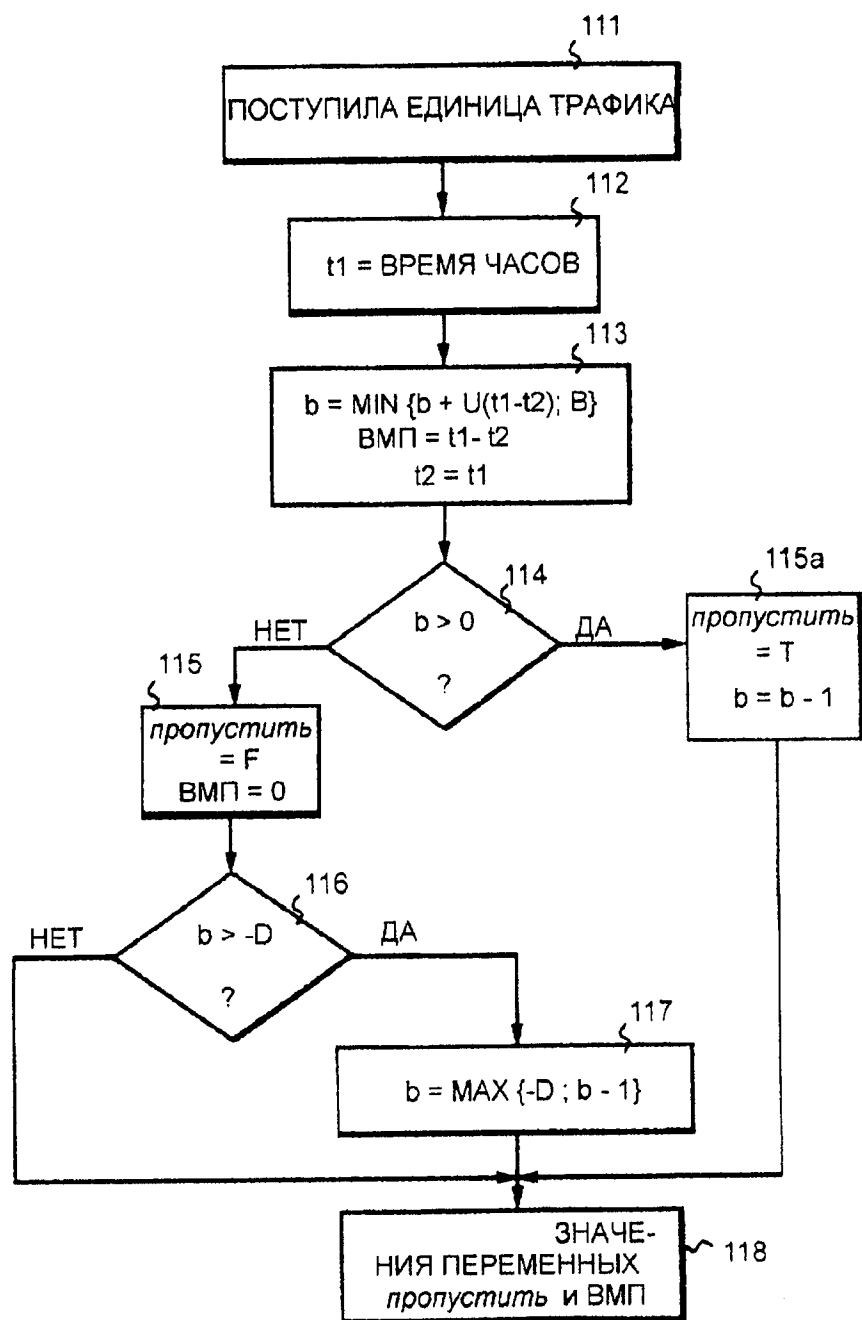 111
ПОСТУПИЛА ЕДИНИЦА ТРАФИКА
112
t1 = ВРЕМЯ ЧАСОВ
113
b = MIN {b + U(t1-t2); B}
ВМП = t1- t2
t2 = t1
114
b > 0
?
НЕТ
ДА
115a
пропустить
= T
b = b - 1
115
пропустить
= F
ВМП = 0
116
b > -D
?
НЕТ
ДА
117
b = MAX {-D ; b - 1}
ЗНАЧЕ-
НИЯ ПЕРЕМЕННЫХ
пропустить и ВМП
118